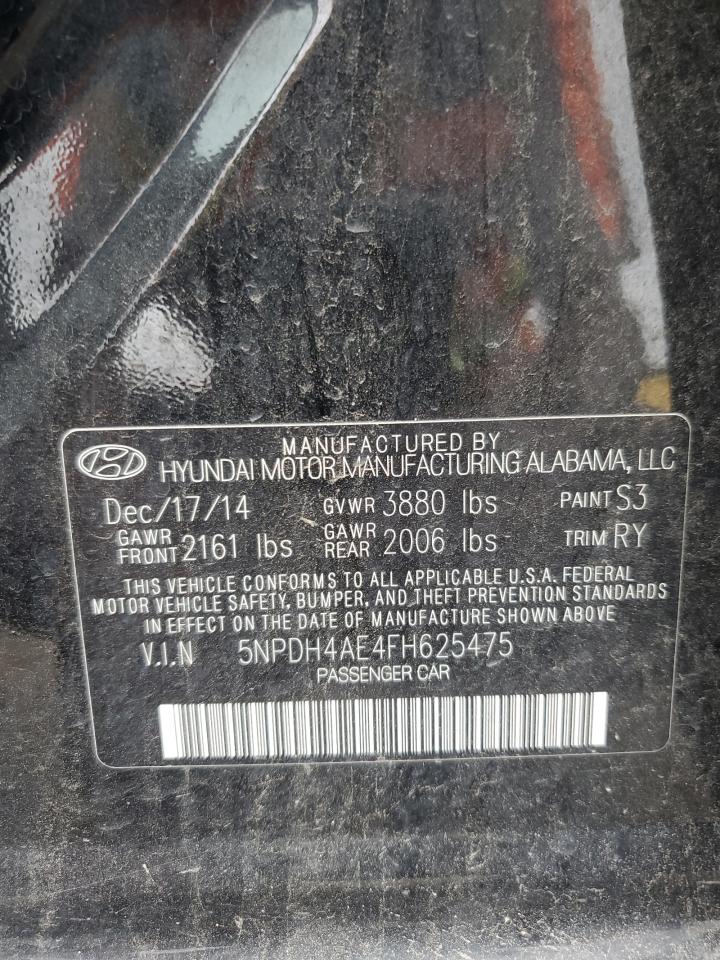 MANUFACTURED BY
HYUNDAI MOTOR MANUFACTURING ALABAMA, LLC
Dec/17/14 GVWR 3880 lbs PAINT S3
GAWR FRONT 2161 lbs GAWR REAR 2006 lbs TRIM RY
THIS VEHICLE CONFORMS TO ALL APPLICABLE U.S.A. FEDERAL
MOTOR VEHICLE SAFETY, BUMPER, AND THEFT PREVENTION STANDARDS
IN EFFECT ON THE DATE OF MANUFACTURE SHOWN ABOVE
V.I.N 5NPDH4AE4FH625475
PASSENGER CAR